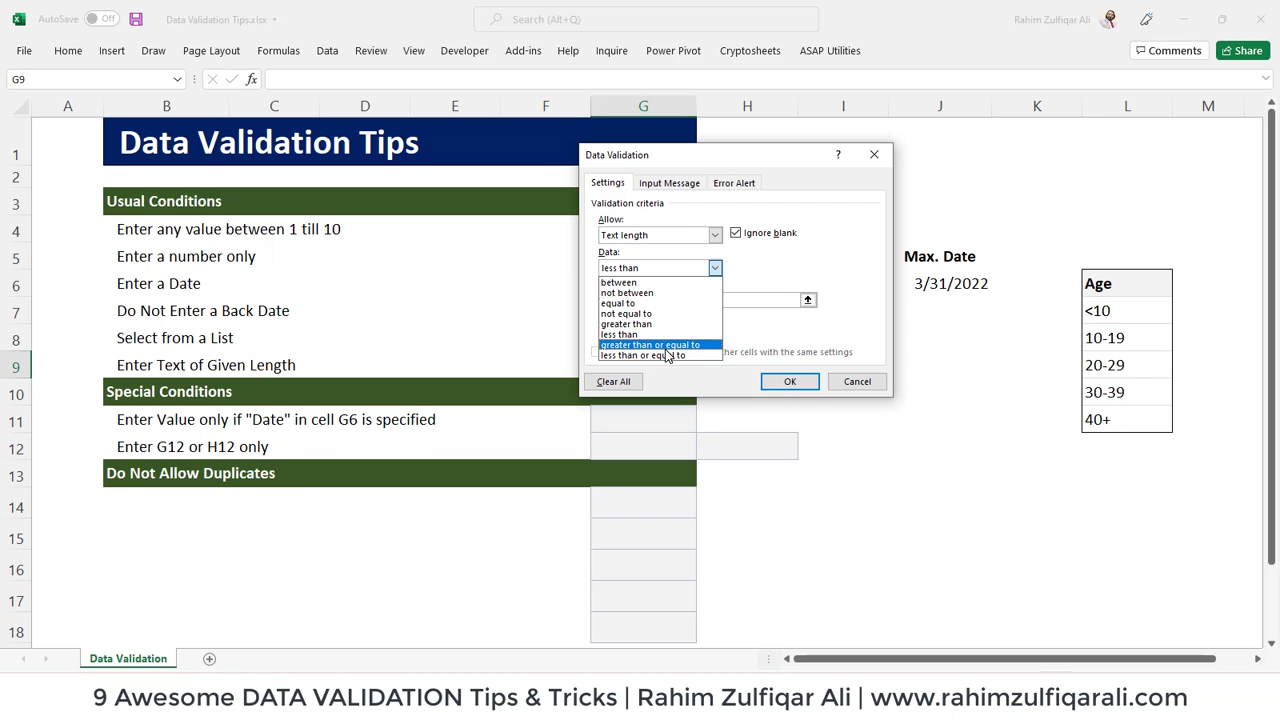 AutoSave Off Data Validation Tips.xlsx Search (Alt+Q) Rahim Zulfiqar Ali
File Home Insert Draw Page Layout Formulas Data Review View Developer Add-ins Help Inquire Power Pivot Cryptosheets ASAP Utilities Comments Share
G9 fx
A B C D E F G H I J K L M
1 Data Validation Tips
2
3 Usual Conditions
4 Enter any value between 1 till 10
5 Enter a number only Max. Date
6 Enter a Date 3/31/2022 Age
7 Do Not Enter a Back Date <10
8 Select from a List 10-19
9 Enter Text of Given Length 20-29
10 Special Conditions 30-39
11 Enter Value only if "Date" in cell G6 is specified 40+
12 Enter G12 or H12 only
13 Do Not Allow Duplicates
14
15
16
17
18
Data Validation ?
Settings Input Message Error Alert
Validation criteria
Allow:
Text length Ignore blank
Data:
less than
between
not between
equal to
not equal to
greater than
less than
greater than or equal to
less than or equal to her cells with the same settings
Clear All OK Cancel
Data Validation
9 Awesome DATA VALIDATION Tips & Tricks | Rahim Zulfiqar Ali | www.rahimzulfiqarali.com